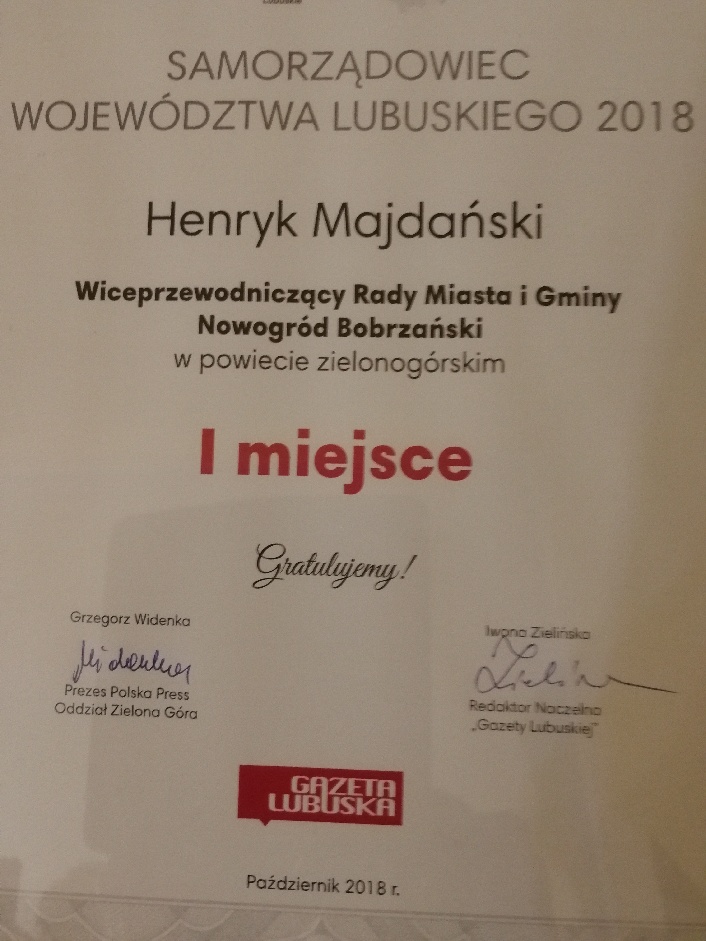 SAMORZĄDOWIEC
WOJEWÓDZTWA LUBUSKIEGO 2018
Henryk Majdański
Wiceprzewodniczący Rady Miasta i Gminy
Nowogród Bobrzański
w powiecie zielonogórskim
I miejsce
Gratulujemy!
Grzegorz Widenka
Prezes Polska Press
Oddział Zielona Góra
Iwona Zielińska
Redaktor Naczelna
„Gazety Lubuskiej”
GAZETA
LUBUSKA
Październik 2018 r.